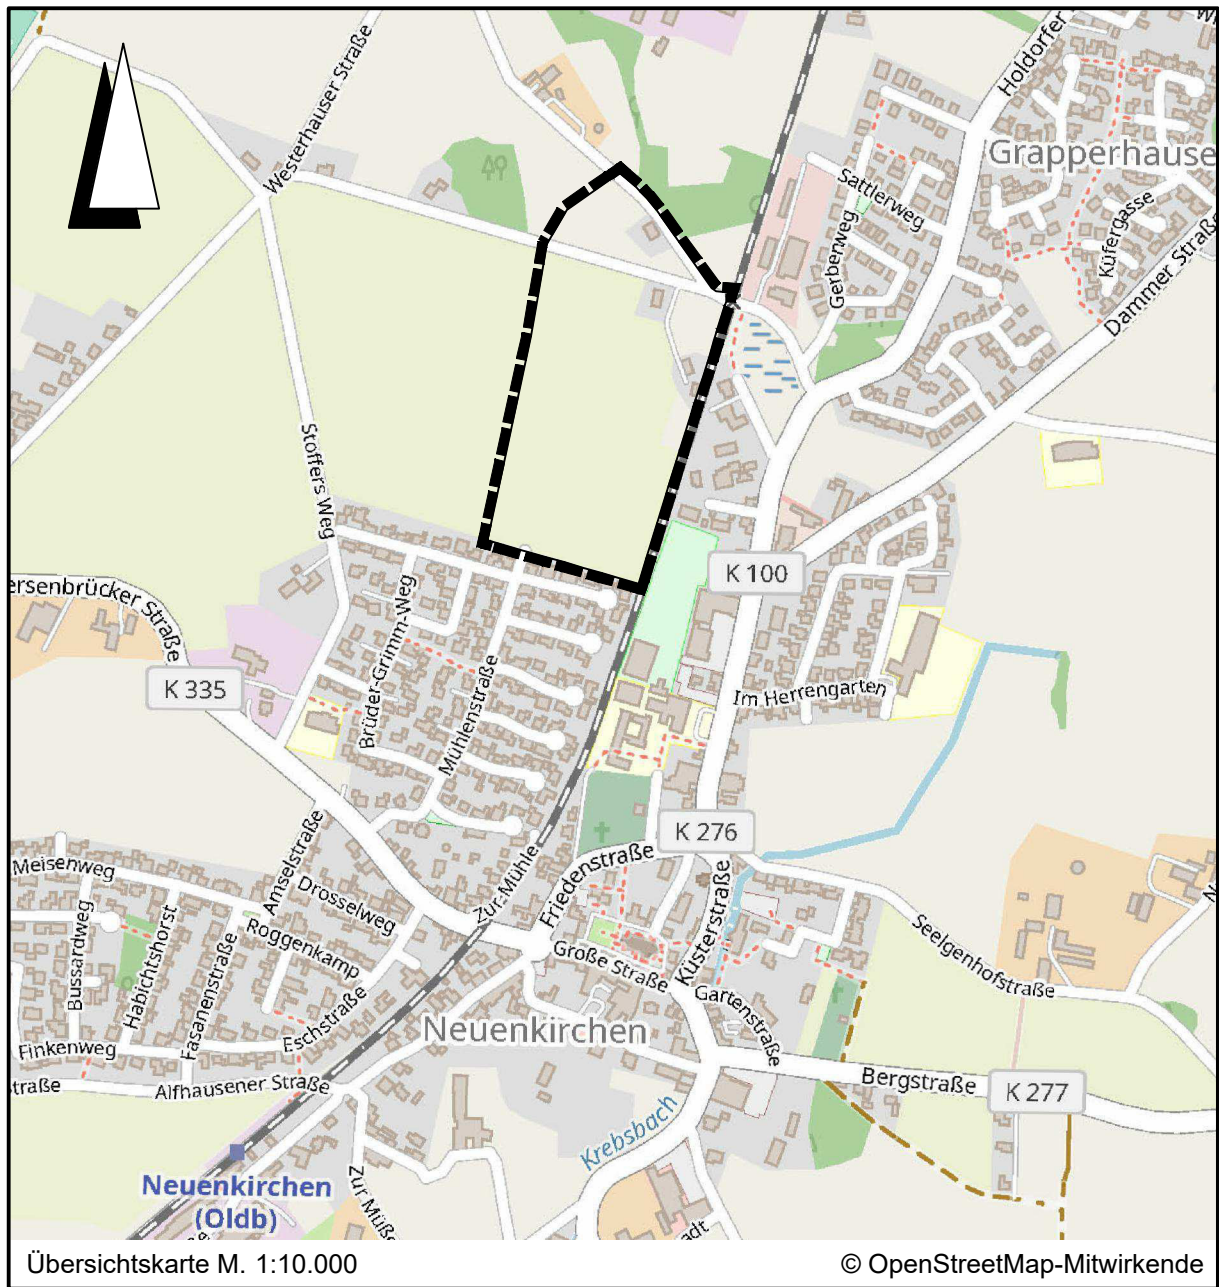 Westerhauser Straße
Holdorfer
Grapperhause
Sattlerweg
Gerberweg
Küfergasse
Dammer Straße
Stoffers Weg
K 100
ersenbrücker Straße
K 335
Brüder-Grimm-Weg
Mühlenstraße
Im Herrengarten
K 276
Meisenweg
Amselstraße
Drosselweg
Zur Mühle
Friedenstraße
Küsterstraße
Bussardweg
Habichtshorst
Fasanenstraße
Roggenkamp
Eschstraße
Große Straße
Gartenstraße
Seelgenhofstraße
Neuenkirchen
Finkenweg
straße
Alfhausener Straße
Bergstraße
K 277
Krebsbach
Neuenkirchen
(Oldb)
Zur Müße
adt
Übersichtskarte M. 1:10.000
© OpenStreetMap-Mitwirkende